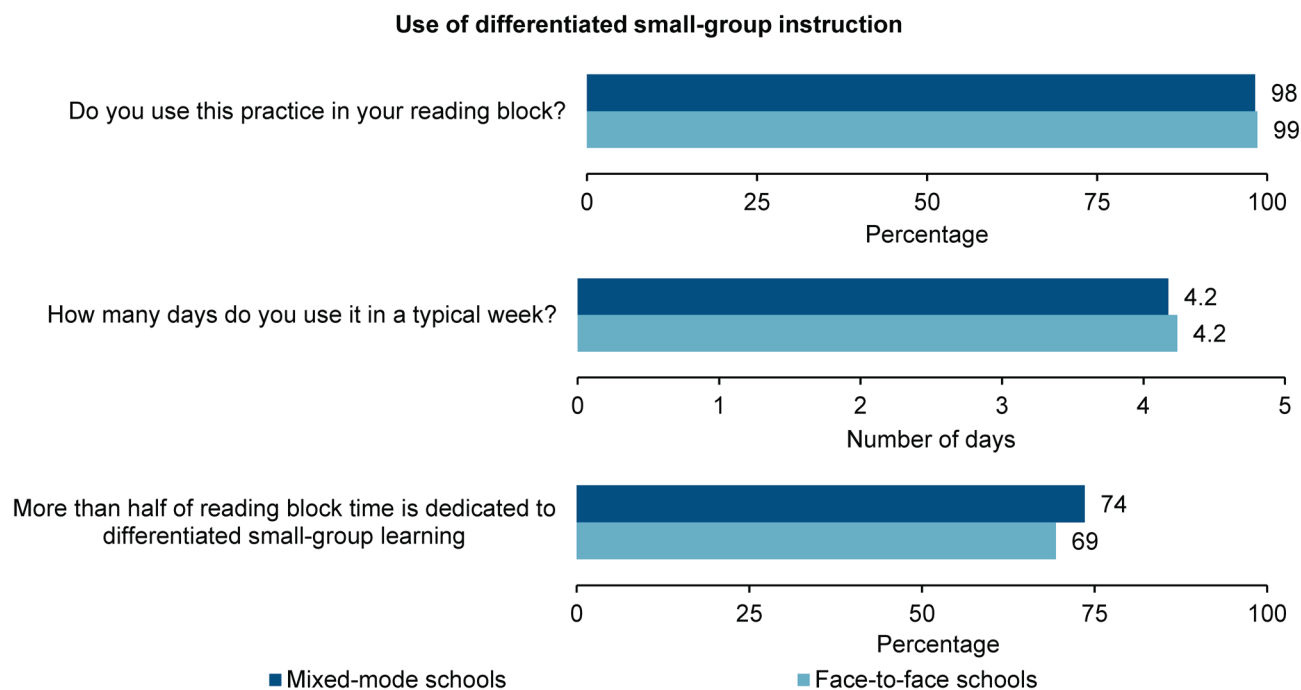 Use of differentiated small-group instruction
Do you use this practice in your reading block?
98
99
0 25 50 75 100
Percentage
How many days do you use it in a typical week?
4.2
4.2
0 1 2 3 4 5
Number of days
More than half of reading block time is dedicated to
differentiated small-group learning
74
69
0 25 50 75 100
Percentage
Mixed-mode schools Face-to-face schools